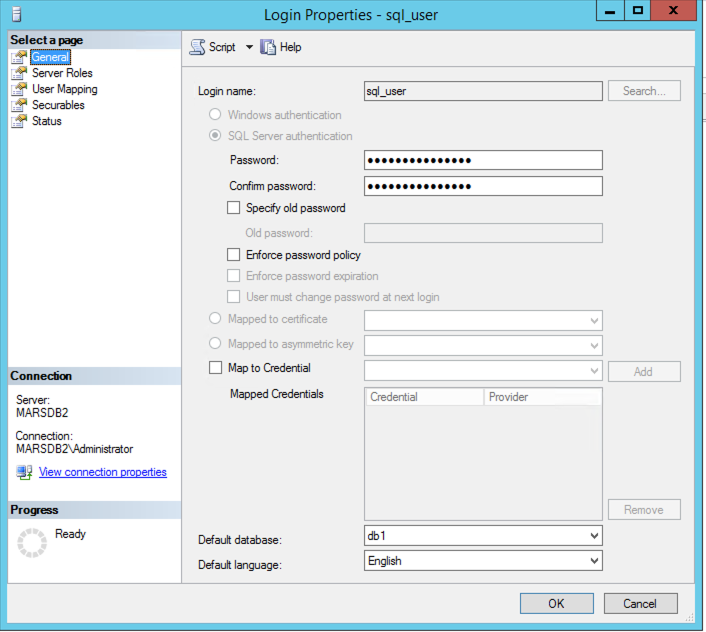 Login Properties - sql_user
Select a page
General
Server Roles
User Mapping
Securables
Status
Script
Help
Login name:
sql_user
Search...
Windows authentication
SQL Server authentication
Password:
●●●●●●●●●●●●●●●
Confirm password:
●●●●●●●●●●●●●●●
Specify old password
Old password:
Enforce password policy
Enforce password expiration
User must change password at next login
Mapped to certificate
Mapped to asymmetric key
Map to Credential
Add
Mapped Credentials
Credential
Provider
Remove
Default database:
db1
Default language:
English
Connection
Server:
MARSDB2
Connection:
MARSDB2\Administrator
View connection properties
Progress
Ready
OK
Cancel